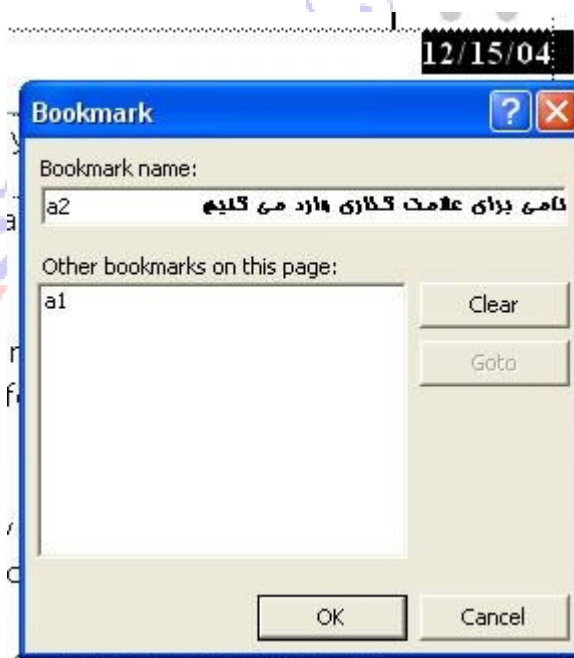 12/15/04
Bookmark
Bookmark name:
a2 نامی برای علامت گذاری وارد می کنیم
Other bookmarks on this page:
a1
Clear
Goto
OK
Cancel